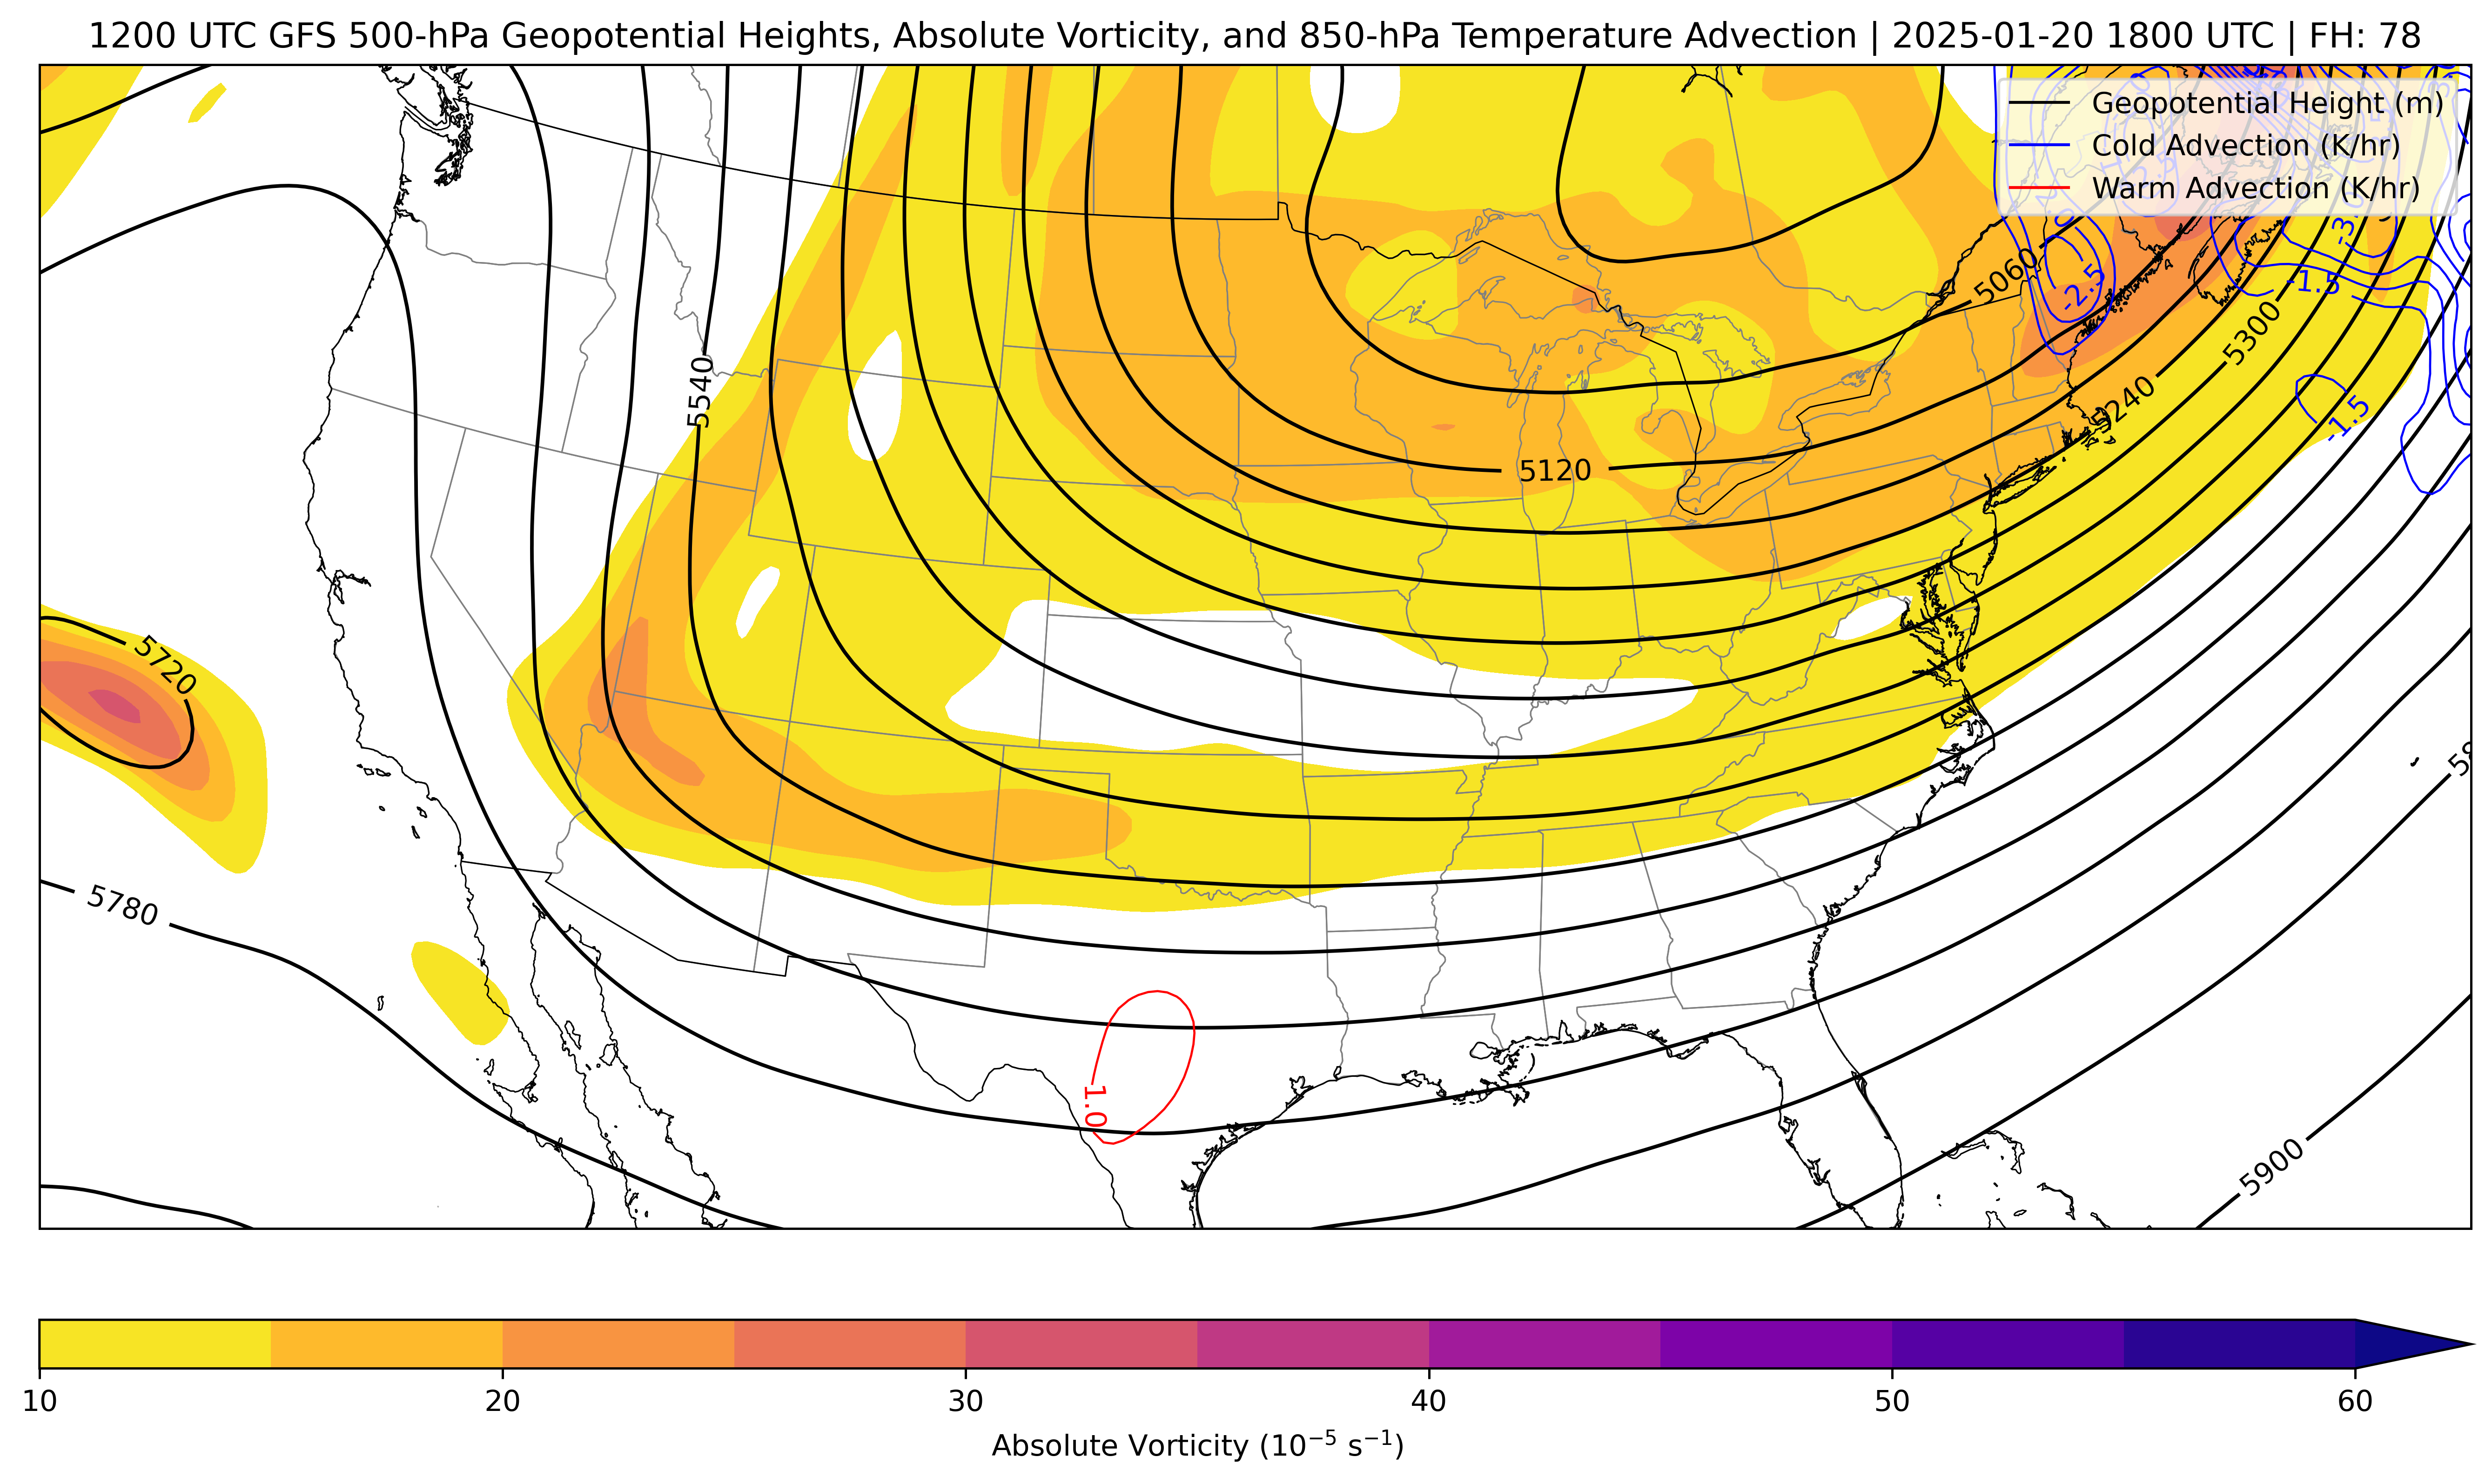 1200 UTC GFS 500-hPa Geopotential Heights, Absolute Vorticity, and 850-hPa Temperature Advection | 2025-01-20 1800 UTC | FH: 78
Geopotential Height (m)
Cold Advection (K/hr)
Warm Advection (K/hr)
5060
-2.5
-1.5
5300
5540
5240
-1.5
5120
5720
5780
1.0
5900
10 20 30 40 50 60
Absolute Vorticity (10⁻⁵ s⁻¹)